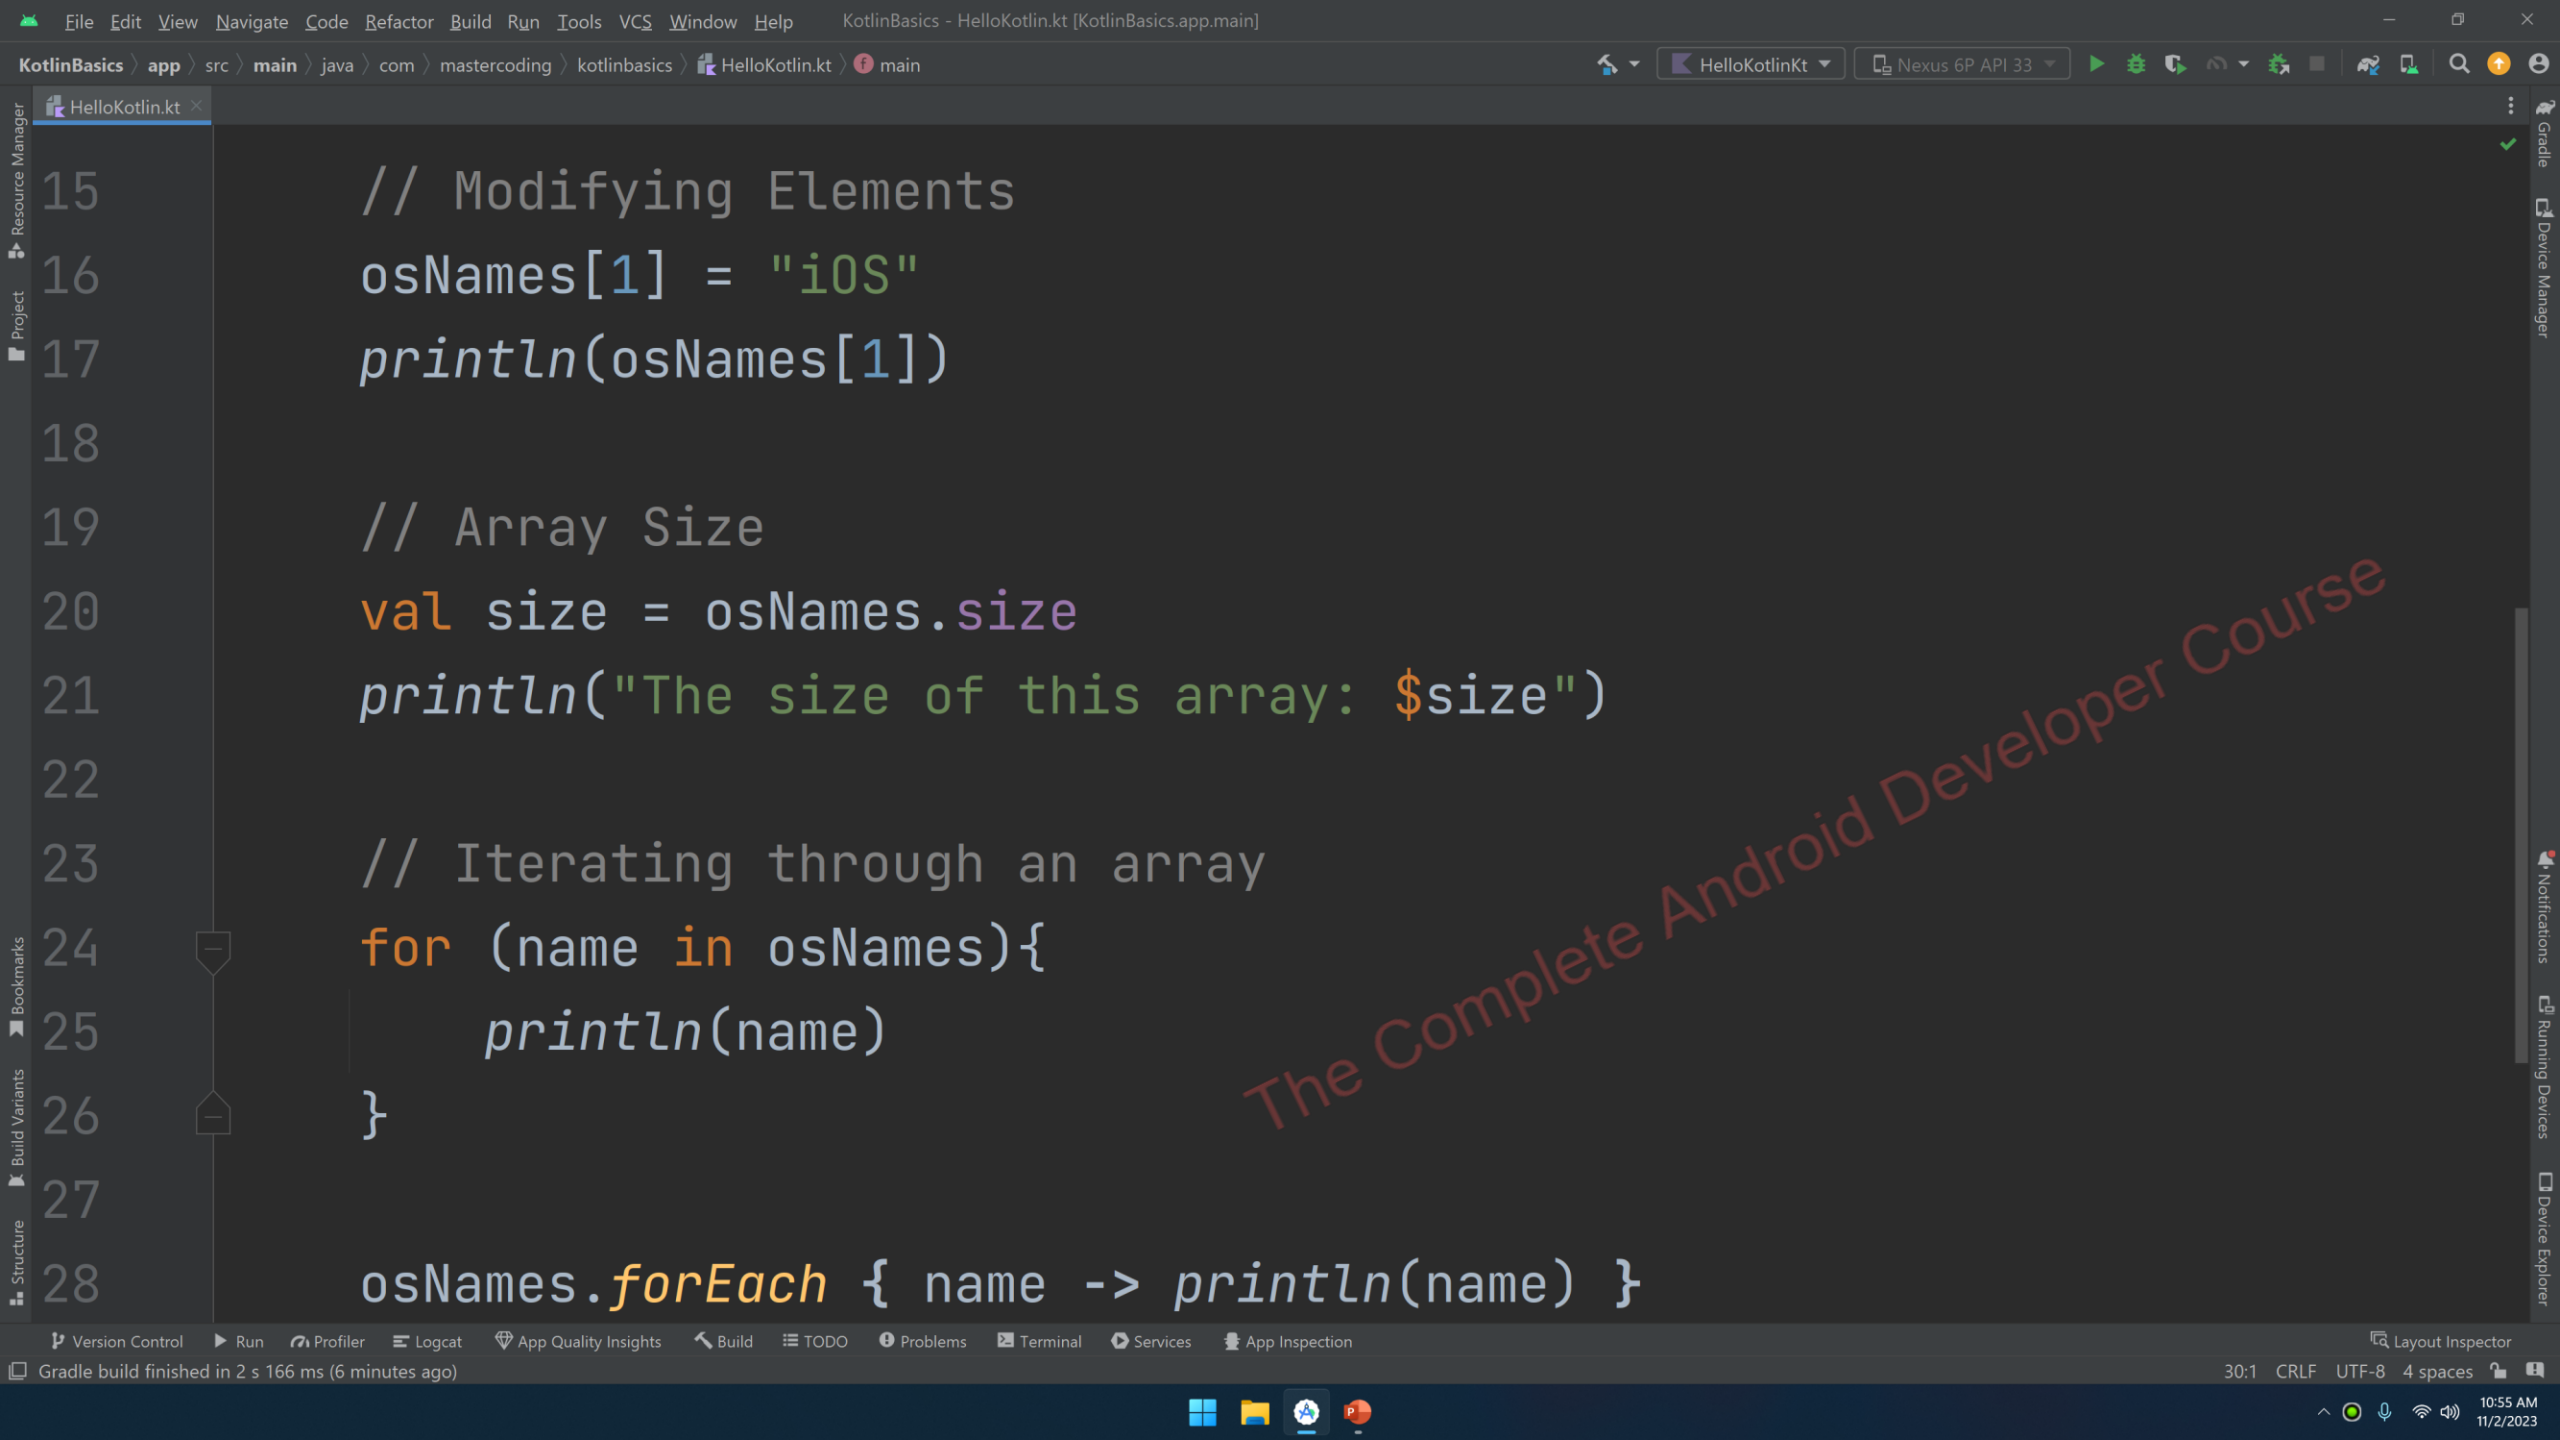 File Edit View Navigate Code Refactor Build Run Tools VCS Window Help KotlinBasics - HelloKotlin.kt [KotlinBasics.app.main]
KotlinBasics app src main java com mastercoding kotlinbasics HelloKotlin.kt main HelloKotlinKt Nexus 6P API 33
HelloKotlin.kt
Resource Manager
Project
Bookmarks
Build Variants
Structure
15 // Modifying Elements
16 osNames[1] = "iOS"
17 println(osNames[1])
18
19 // Array Size
20 val size = osNames.size
21 println("The size of this array: $size")
22
23 // Iterating through an array
24 for (name in osNames){
25 println(name)
26 }
27
28 osNames.forEach { name -> println(name) }
The Complete Android Developer Course
Gradle
Device Manager
Notifications
Running Devices
Device Explorer
Version Control Run Profiler Logcat App Quality Insights Build TODO Problems Terminal Services App Inspection Layout Inspector
Gradle build finished in 2 s 166 ms (6 minutes ago) 30:1 CRLF UTF-8 4 spaces
10:55 AM
11/2/2023